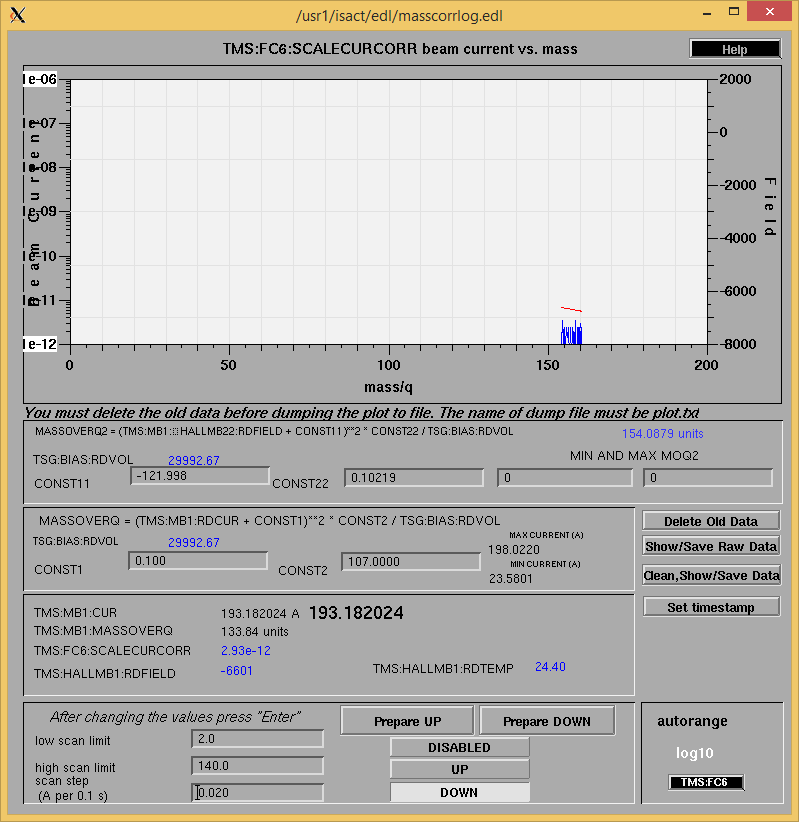 /usr1/isact/edl/masscorrlog.edl
TMS:FC6:SCALECURCORR beam current vs. mass
Help
1e-06
1e-07
1e-08
1e-09
1e-10
1e-11
1e-12
Beam Current
2000
0
-2000
-4000
-6000
-8000
Field
0 50 100 150 200
mass/q
You must delete the old data before dumping the plot to file. The name of dump file must be plot.txt
MASSOVERQ2 = (TMS:MB1:□HALLMB22:RDFIELD + CONST11)**2 * CONST22 / TSG:BIAS:RDVOL
154.0879 units
TSG:BIAS:RDVOL 29992.67
MIN AND MAX MOQ2
CONST11 -121.998 CONST22 0.10219 0 0
MASSOVERQ = (TMS:MB1:RDCUR + CONST1)**2 * CONST2 / TSG:BIAS:RDVOL
TSG:BIAS:RDVOL 29992.67
MAX CURRENT (A)
198.0220
CONST1 0.100 CONST2 107.0000
MIN CURRENT (A)
23.5801
Delete Old Data
Show/Save Raw Data
Clean,Show/Save Data
Set timestamp
TMS:MB1:CUR 193.182024 A 193.182024
TMS:MB1:MASSOVERQ 133.84 units
TMS:FC6:SCALECURCORR 2.93e-12
TMS:HALLMB1:RDFIELD -6601
TMS:HALLMB1:RDTEMP 24.40
After changing the values press "Enter"
low scan limit 2.0
high scan limit 140.0
scan step
(A per 0.1 s) 0.020
Prepare UP
Prepare DOWN
DISABLED
UP
DOWN
autorange
log10
TMS:FC6